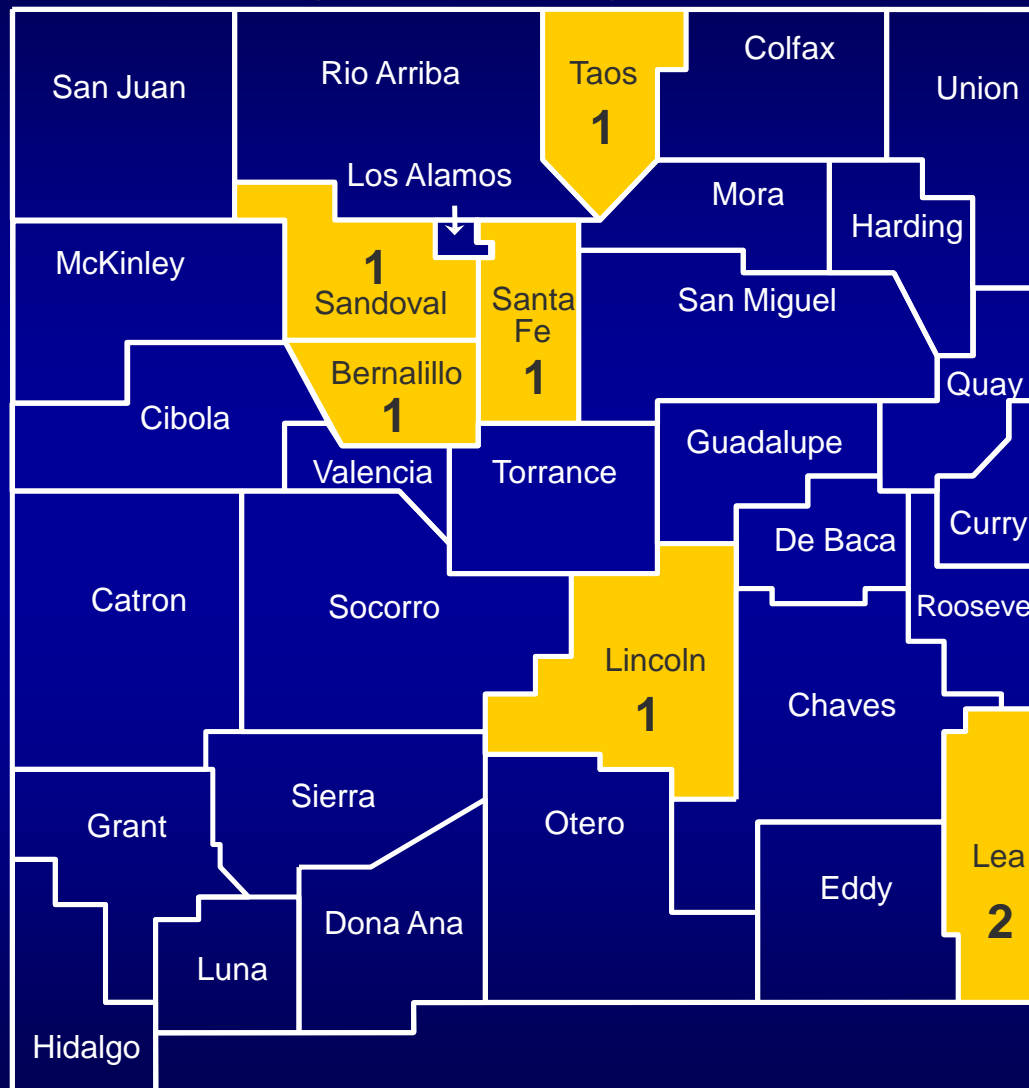 San Juan
Rio Arriba
Taos
1
Colfax
Union
Los Alamos
Mora
Harding
McKinley
1
Sandoval
Santa
Fe
1
San Miguel
Bernalillo
1
Quay
Cibola
Guadalupe
Valencia
Torrance
Curry
De Baca
Catron
Socorro
Rooseve
Lincoln
1
Chaves
Sierra
Grant
Otero
Lea
2
Eddy
Dona Ana
Luna
Hidalgo